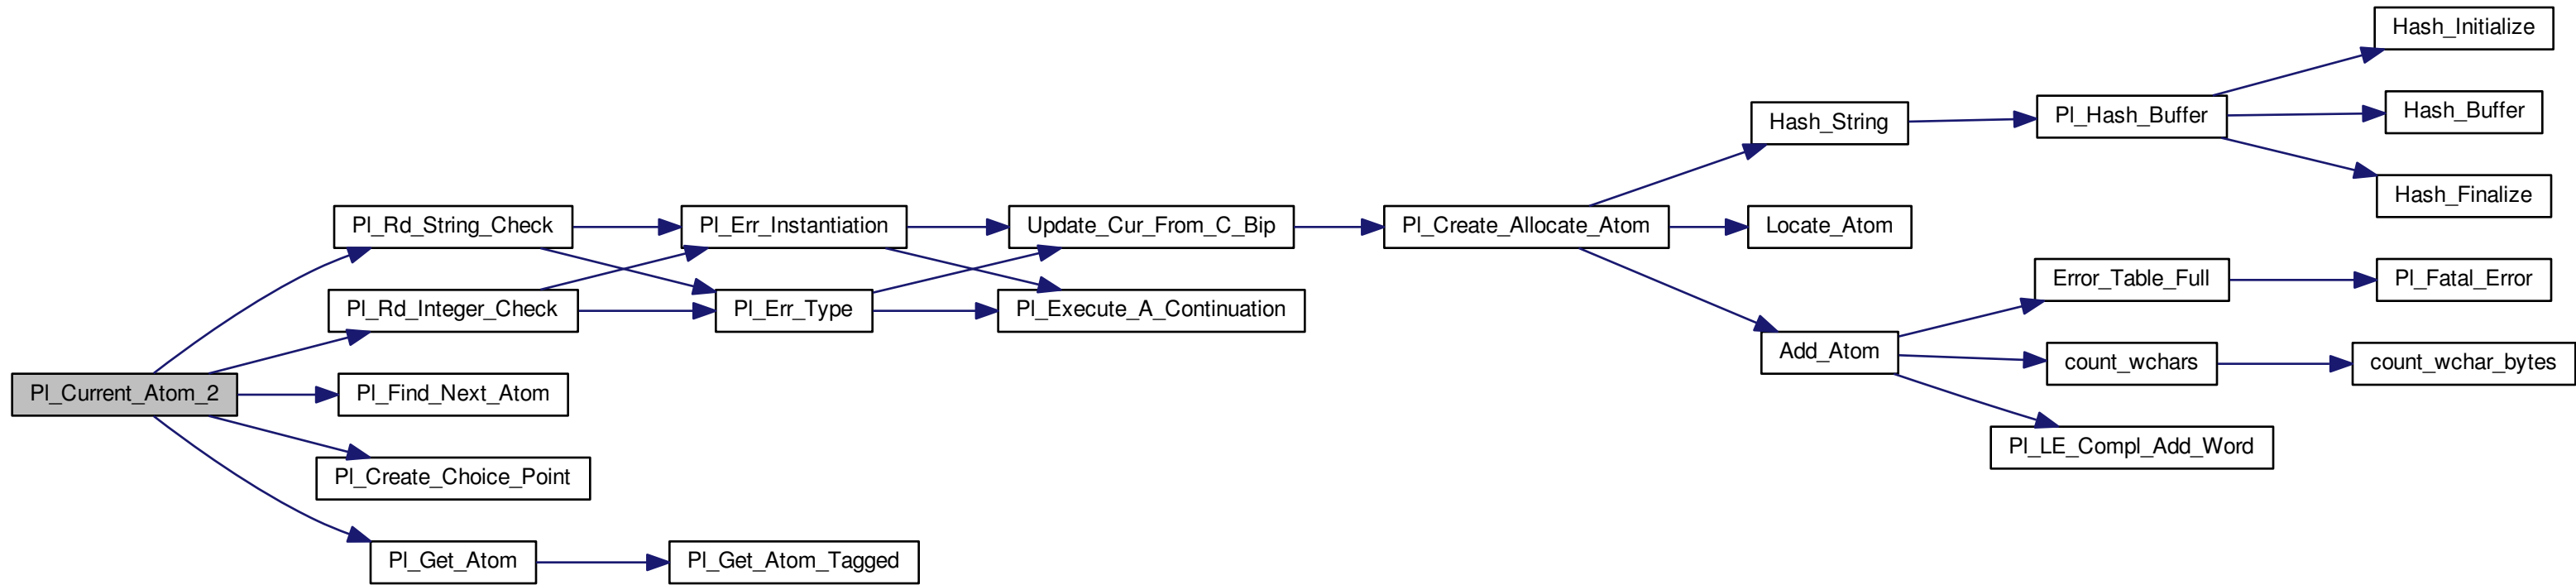 Hash_Initialize
Hash_String
Pl_Hash_Buffer
Hash_Buffer
Hash_Finalize
Pl_Rd_String_Check
Pl_Err_Instantiation
Update_Cur_From_C_Bip
Pl_Create_Allocate_Atom
Locate_Atom
Pl_Rd_Integer_Check
Pl_Err_Type
Pl_Execute_A_Continuation
Error_Table_Full
Pl_Fatal_Error
Add_Atom
count_wchars
count_wchar_bytes
Pl_Current_Atom_2
Pl_Find_Next_Atom
Pl_LE_Compl_Add_Word
Pl_Create_Choice_Point
Pl_Get_Atom
Pl_Get_Atom_Tagged